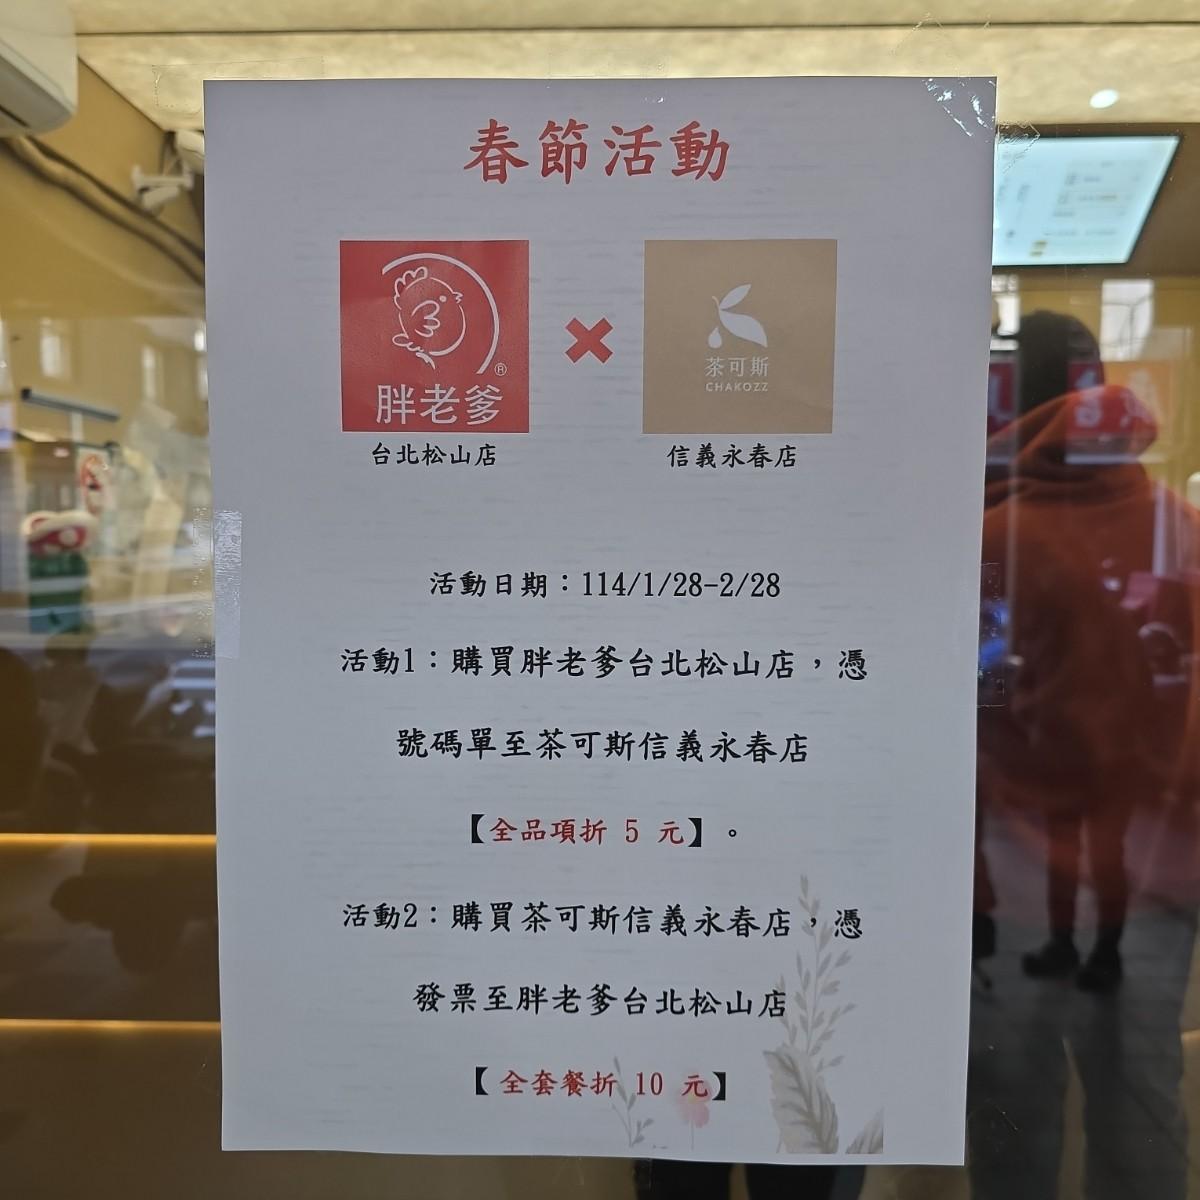 春節活動
胖老爹®
茶可斯
CHAKOZZ
台北松山店
信義永春店
活動日期：114/1/28-2/28
活動1：購買胖老爹台北松山店，憑
號碼單至茶可斯信義永春店
【全品項折 5 元】。
活動2：購買茶可斯信義永春店，憑
發票至胖老爹台北松山店
【全套餐折 10 元】